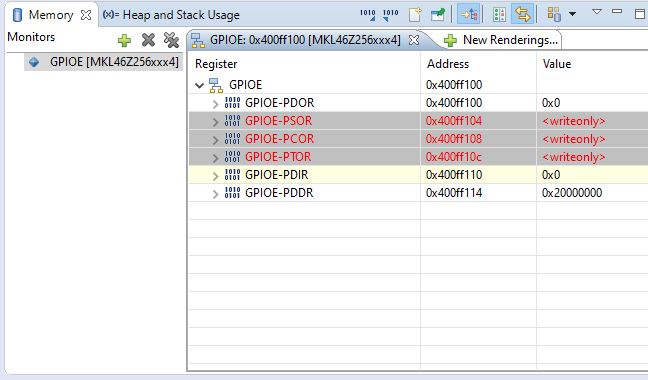 Memory (x)= Heap and Stack Usage
Monitors
GPIOE [MKL46Z256xxx4]
GPIOE: 0x400ff100 [MKL46Z256xxx4] New Renderings...
Register Address Value
GPIOE 0x400ff100
GPIOE-PDOR 0x400ff100 0x0
GPIOE-PSOR 0x400ff104 <writeonly>
GPIOE-PCOR 0x400ff108 <writeonly>
GPIOE-PTOR 0x400ff10c <writeonly>
GPIOE-PDIR 0x400ff110 0x0
GPIOE-PDDR 0x400ff114 0x20000000